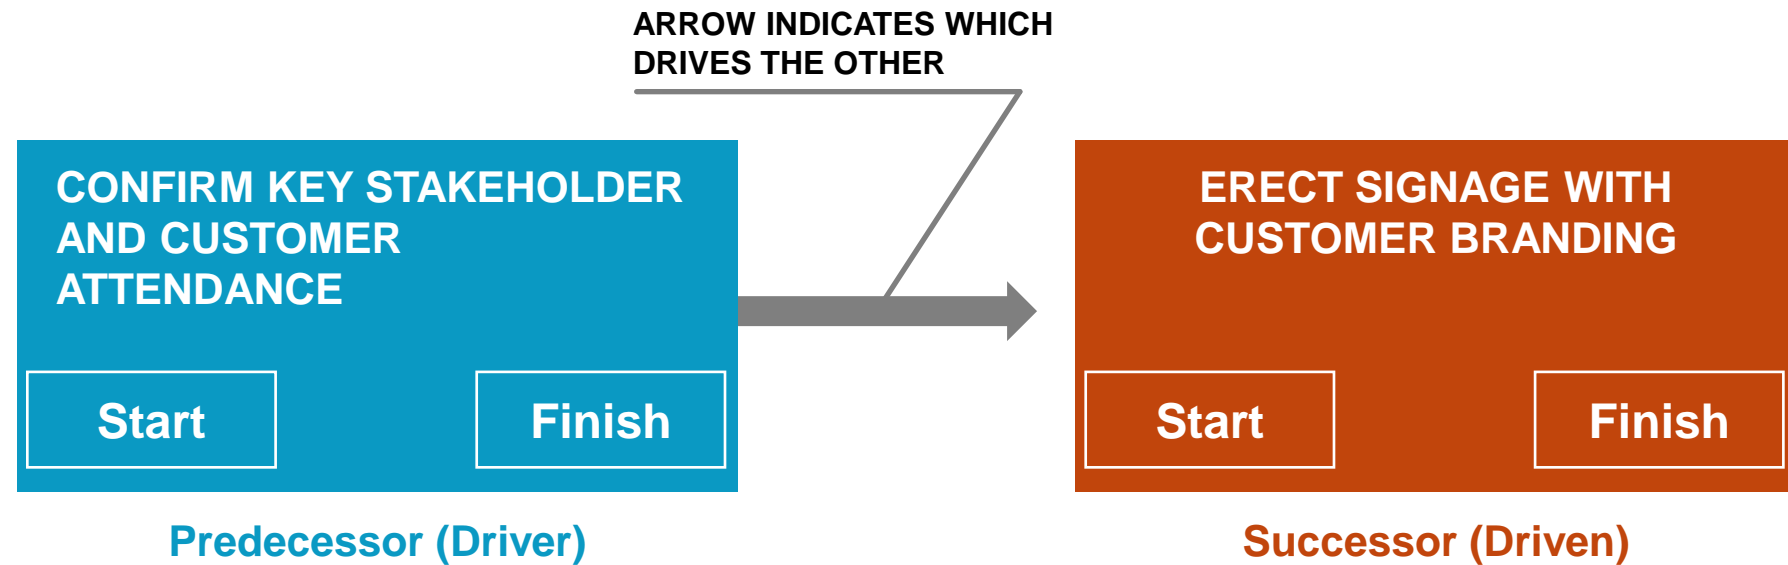 ARROW INDICATES WHICH
DRIVES THE OTHER
CONFIRM KEY STAKEHOLDER
AND CUSTOMER
ATTENDANCE
Start
Finish
Predecessor (Driver)
ERECT SIGNAGE WITH
CUSTOMER BRANDING
Start
Finish
Successor (Driven)